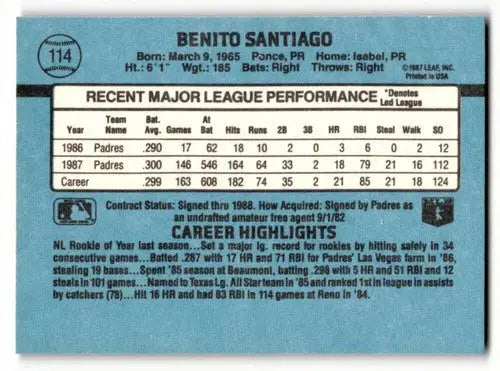 114
BENITO SANTIAGO
Born: March 9, 1965 Ponce, PR Home: Isabel, PR
Ht.: 6'1" Wgt.: 185 Bats: Right Throws: Right
©1987 LEAF, INC.
Printed in USA
RECENT MAJOR LEAGUE PERFORMANCE *Denotes Led League
Year Team Name Bat. Avg. Games At Bat Hits Runs 2B 3B HR RBI Steal Walk SO
1986 Padres .290 17 62 18 10 2 0 3 6 0 2 12
1987 Padres .300 146 546 164 64 33 2 18 79 21 16 112
Career .299 163 608 182 74 35 2 21 85 21 18 124
Contract Status: Signed thru 1988. How Acquired: Signed by Padres as
an undrafted amateur free agent 9/1/82
CAREER HIGHLIGHTS
NL Rookie of Year last season...Set a major lg. record for rookies by hitting safely in 34
consecutive games...Batted .287 with 17 HR and 71 RBI for Padres' Las Vegas farm in '86,
stealing 19 bases...Spent '85 season at Beaumont, batting .298 with 5 HR and 51 RBI and 12
steals in 101 games...Named to Texas Lg. All Star team in '85 and ranked 1st in league in assists
by catchers (78)...Hit 16 HR and had 83 RBI in 114 games at Reno in '84.